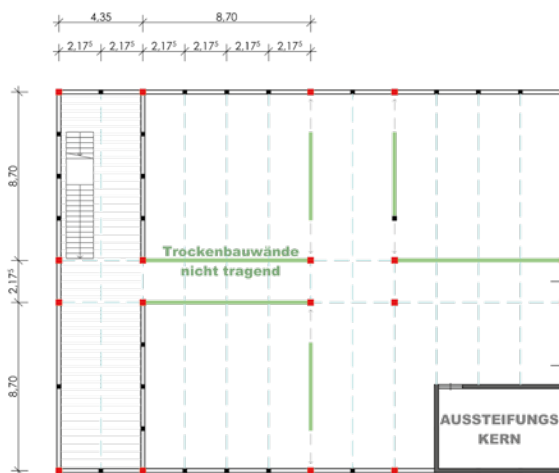 4,35 8,70
2,17⁵ 2,17⁵ 2,17⁵ 2,17⁵ 2,17⁵ 2,17⁵
8,70
Trockenbauwände
nicht tragend
2,17⁵
8,70
AUSSTEIFUNGS
KERN